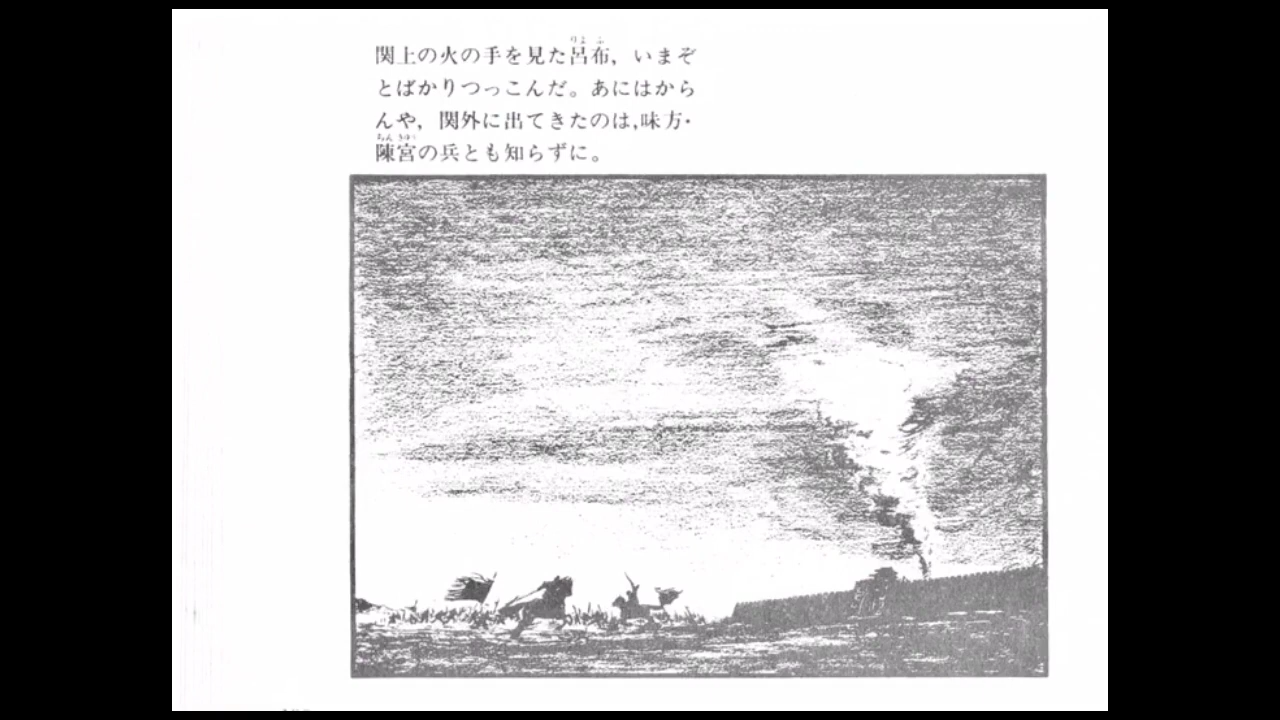 関上の火の手を見た呂布，いまぞ
とばかりつっこんだ。あにはから
んや，関外に出てきたのは,味方・
陳宮の兵とも知らずに。